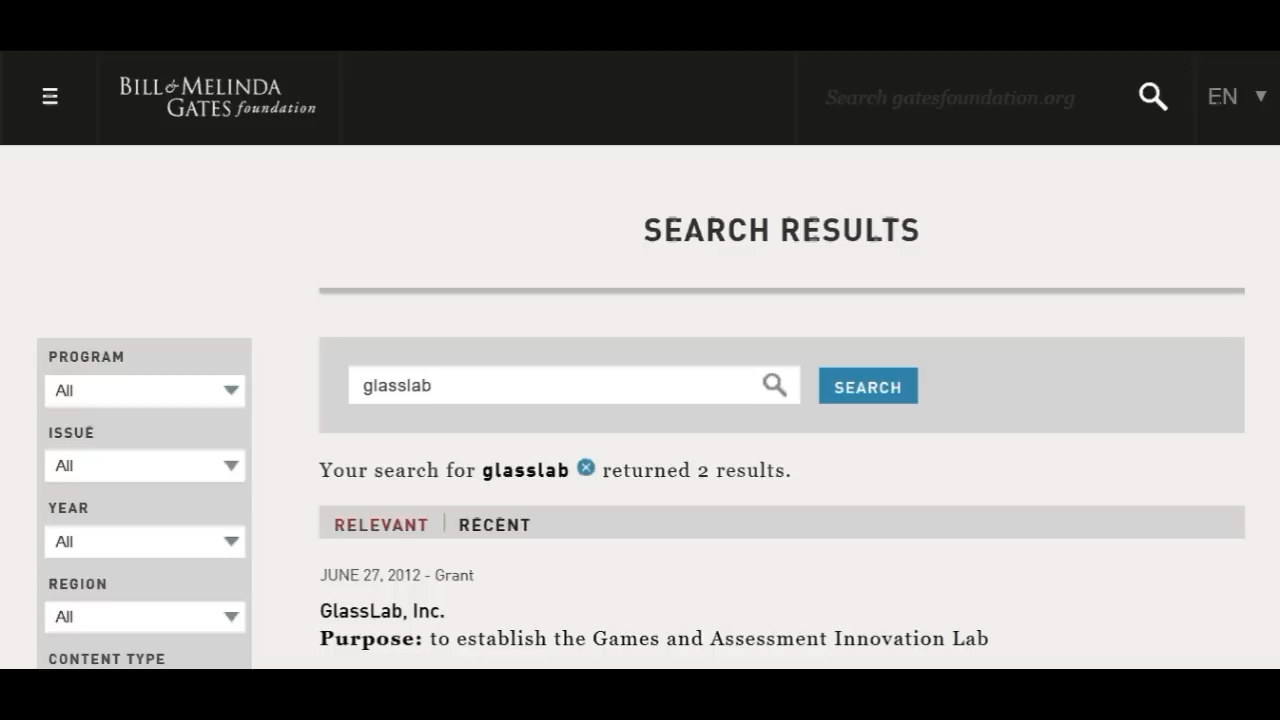 BILL & MELINDA
GATES foundation
Search gatesfoundation.org
EN
SEARCH RESULTS
PROGRAM
All
ISSUE
All
YEAR
All
REGION
All
CONTENT TYPE
glasslab
SEARCH
Your search for glasslab returned 2 results.
RELEVANT | RECENT
JUNE 27, 2012 - Grant
GlassLab, Inc.
Purpose: to establish the Games and Assessment Innovation Lab